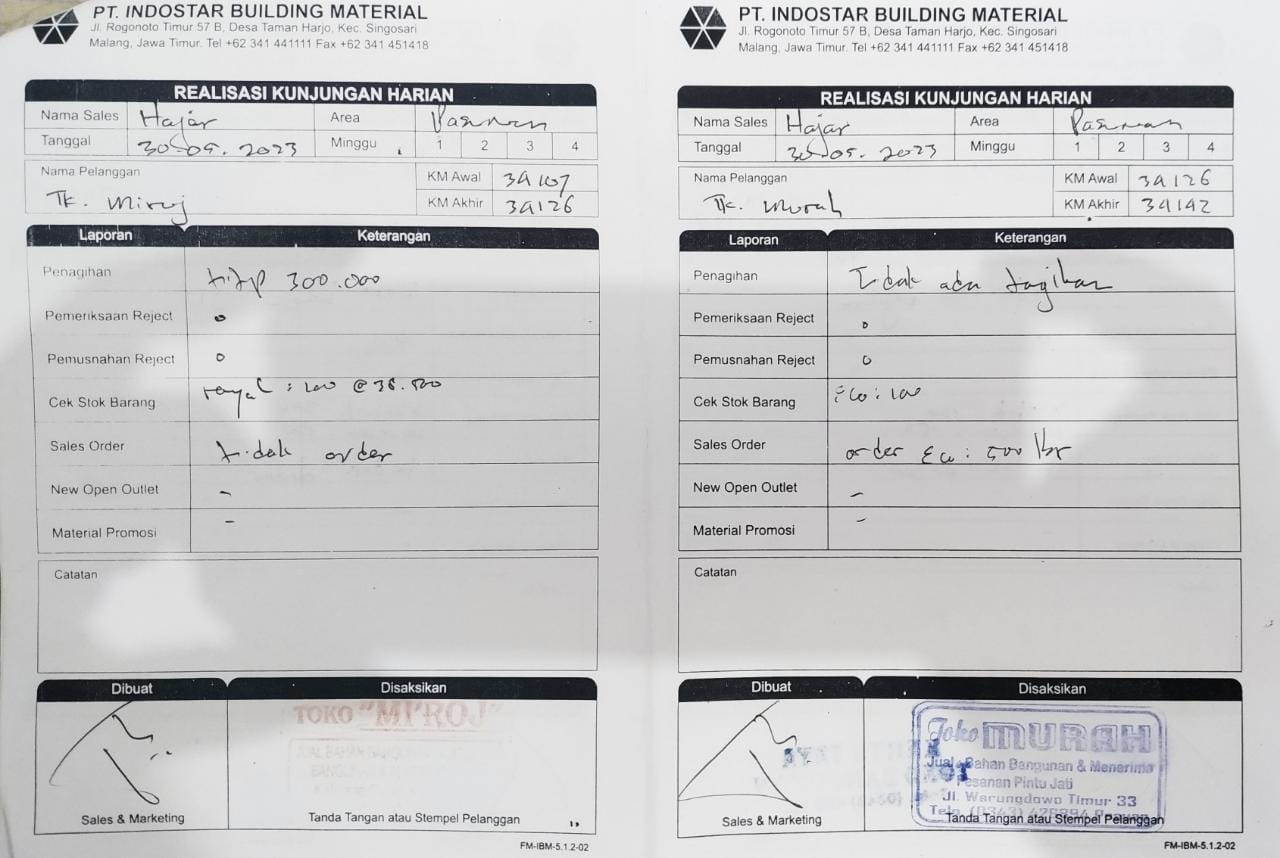 PT. INDOSTAR BUILDING MATERIAL
Jl. Rogonoto Timur 57 B, Desa Taman Harjo, Kec. Singosari
Malang, Jawa Timur. Tel +62 341 441111 Fax +62 341 451418
REALISASI KUNJUNGAN HARIAN
Nama Sales Hajar Area
Tanggal 30-05-2023 Minggu 1 2 3 4
Nama Pelanggan
Tk. Miroj
KM Awal 39107
KM Akhir 39126
Laporan Keterangan
Penagihan titip 300.000
Pemeriksaan Reject 0
Pemusnahan Reject 0
Cek Stok Barang royal : 100 @ 38.500
Sales Order tidak order
New Open Outlet -
Material Promosi -
Catatan
Dibuat Disaksikan
TOKO "MI'ROJ"
JUAL BAHAN BANGUNAN
Sales & Marketing Tanda Tangan atau Stempel Pelanggan
FM-IBM-5.1.2-02
PT. INDOSTAR BUILDING MATERIAL
Jl. Rogonoto Timur 57 B, Desa Taman Harjo, Kec. Singosari
Malang, Jawa Timur. Tel +62 341 441111 Fax +62 341 451418
REALISASI KUNJUNGAN HARIAN
Nama Sales Hajar Area
Tanggal 30-05-2023 Minggu 1 2 3 4
Nama Pelanggan
Tk. Murah
KM Awal 39126
KM Akhir 39142
Laporan Keterangan
Penagihan Tidak ada tagihan
Pemeriksaan Reject 0
Pemusnahan Reject 0
Cek Stok Barang Eco : 100
Sales Order order Eco : 500 lbr
New Open Outlet -
Material Promosi -
Catatan
Dibuat Disaksikan
Toko MURAH
Jual Bahan Bangunan & Menerima
Pesanan Pintu Jati
Jl. Warungdowo Timur 33
Telp. (0343)
Sales & Marketing Tanda Tangan atau Stempel Pelanggan
FM-IBM-5.1.2-02